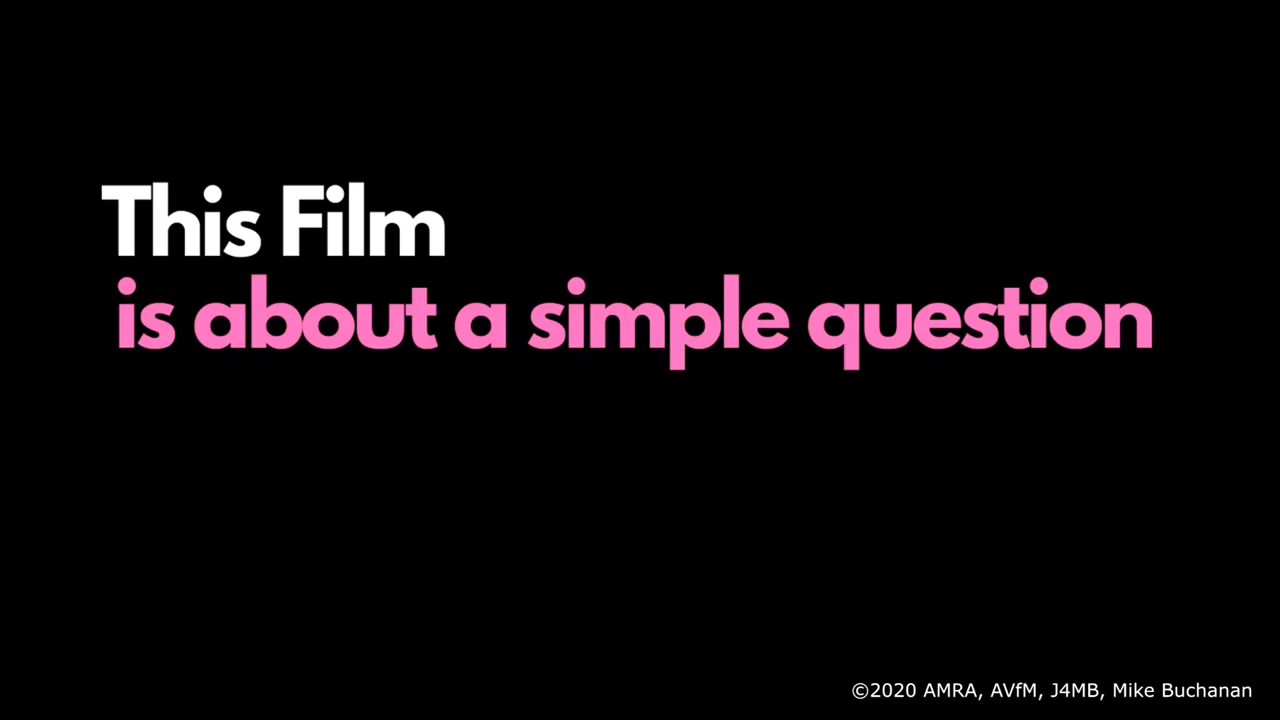 This Film
is about a simple question
©2020 AMRA, AVfM, J4MB, Mike Buchanan